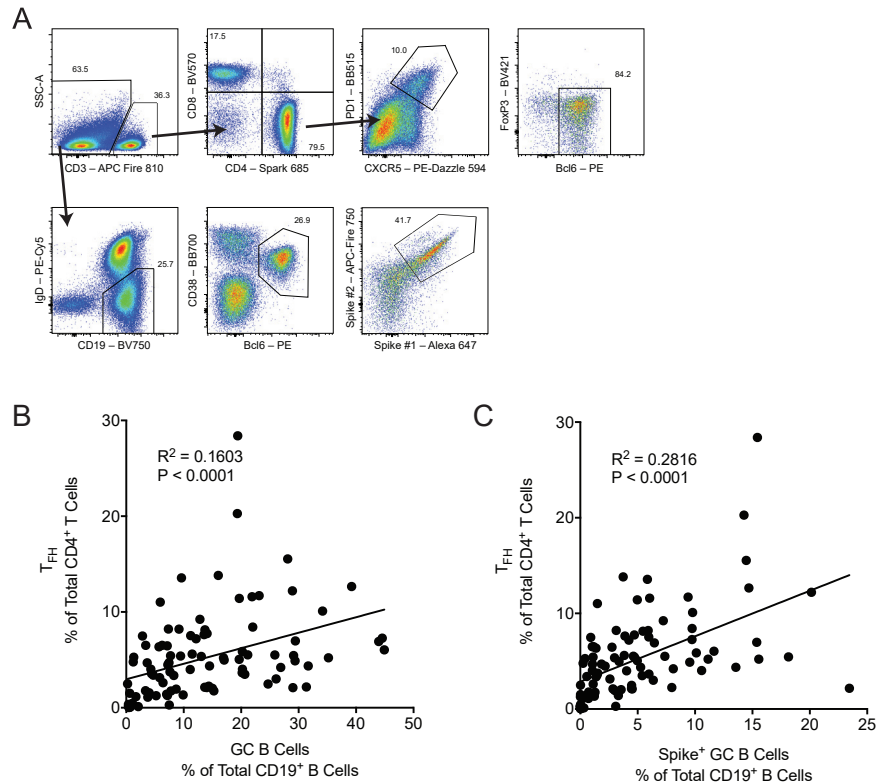 A
63.5
36.3
SSC-A
CD3 – APC Fire 810
17.5
79.5
CD8 – BV570
CD4 – Spark 685
10.0
PD1 – BB515
CXCR5 – PE-Dazzle 594
84.2
FoxP3 – BV421
Bcl6 – PE
25.7
IgD – PE-Cy5
CD19 – BV750
26.9
CD38 – BB700
Bcl6 – PE
41.7
Spike #2 – APC-Fire 750
Spike #1 – Alexa 647
B
30
20
10
0
0 10 20 30 40 50
R² = 0.1603
P < 0.0001
T_FH
% of Total CD4⁺ T Cells
GC B Cells
% of Total CD19⁺ B Cells
C
30
20
10
0
0 5 10 15 20 25
R² = 0.2816
P < 0.0001
T_FH
% of Total CD4⁺ T Cells
Spike⁺ GC B Cells
% of Total CD19⁺ B Cells